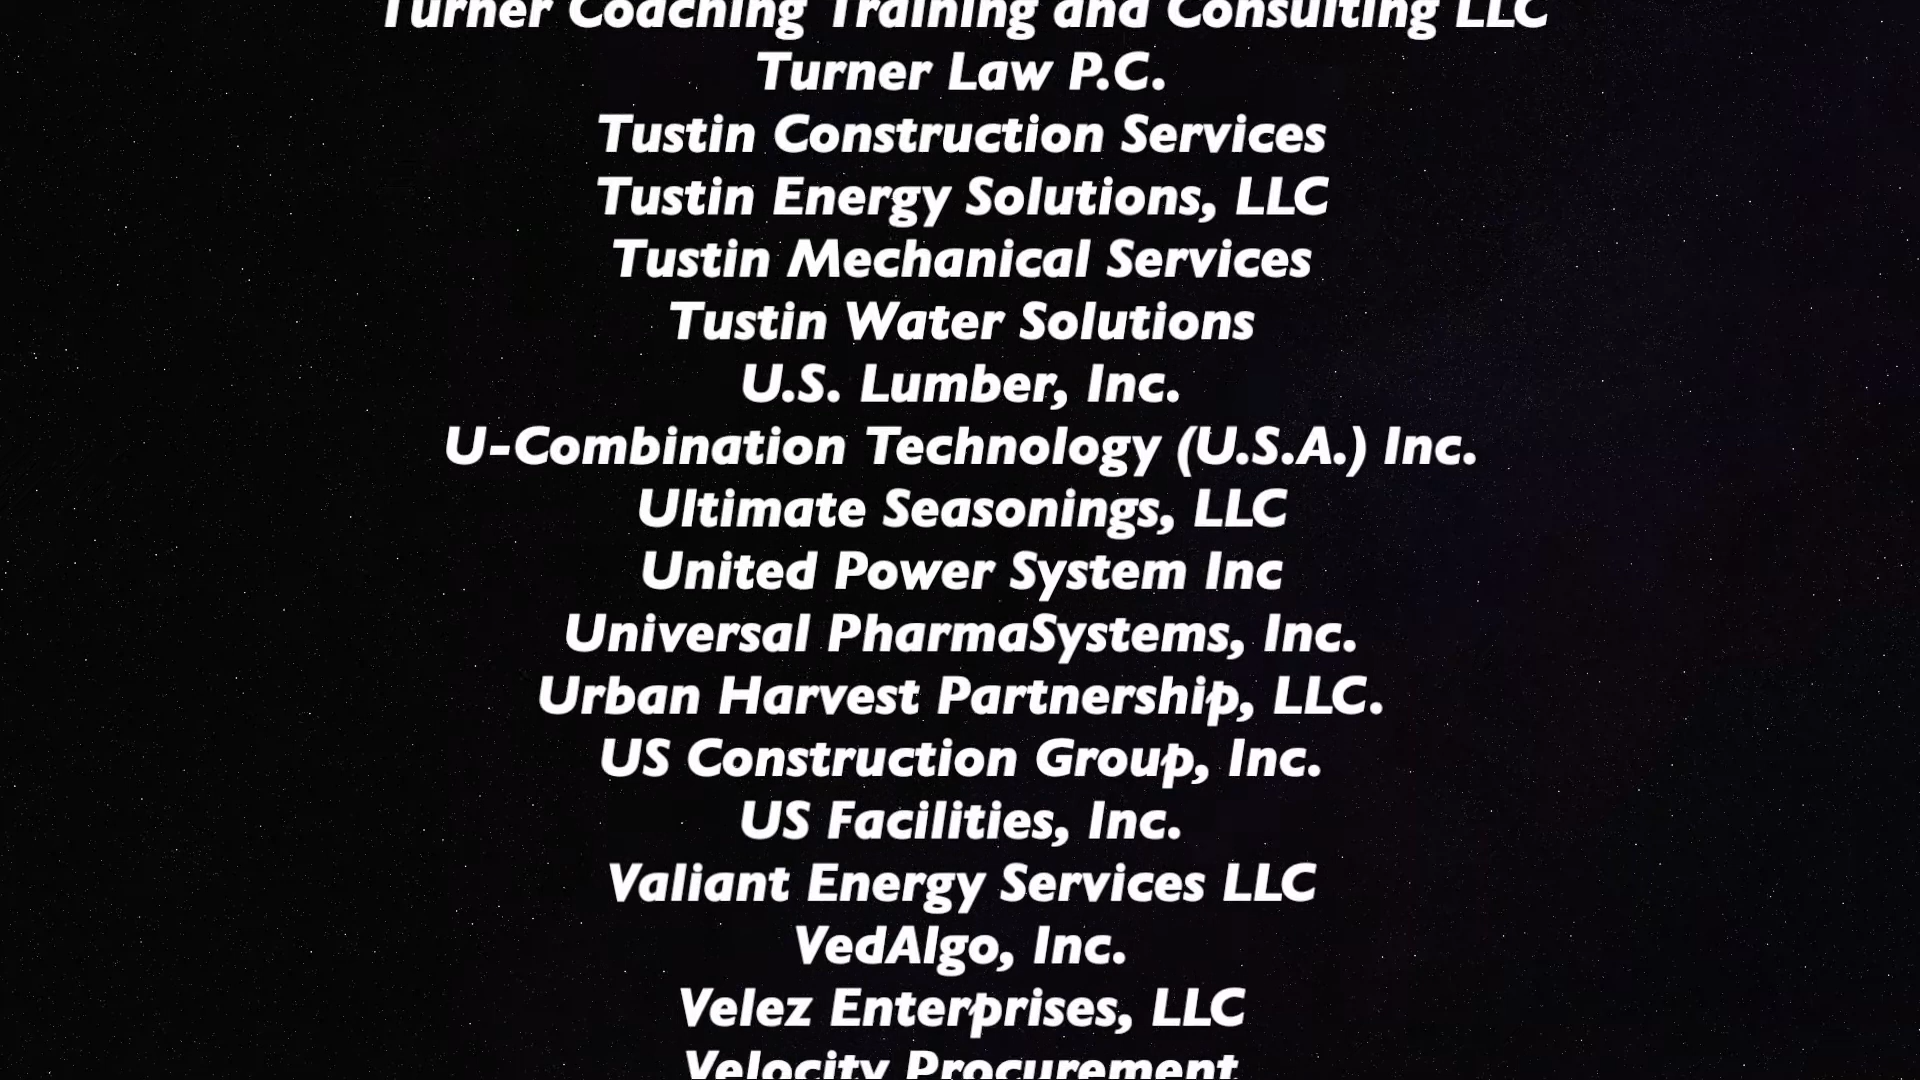 Turner Coaching Training and Consulting LLC
Turner Law P.C.
Tustin Construction Services
Tustin Energy Solutions, LLC
Tustin Mechanical Services
Tustin Water Solutions
U.S. Lumber, Inc.
U-Combination Technology (U.S.A.) Inc.
Ultimate Seasonings, LLC
United Power System Inc
Universal PharmaSystems, Inc.
Urban Harvest Partnership, LLC.
US Construction Group, Inc.
US Facilities, Inc.
Valiant Energy Services LLC
VedAlgo, Inc.
Velez Enterprises, LLC
Velocity Procurement